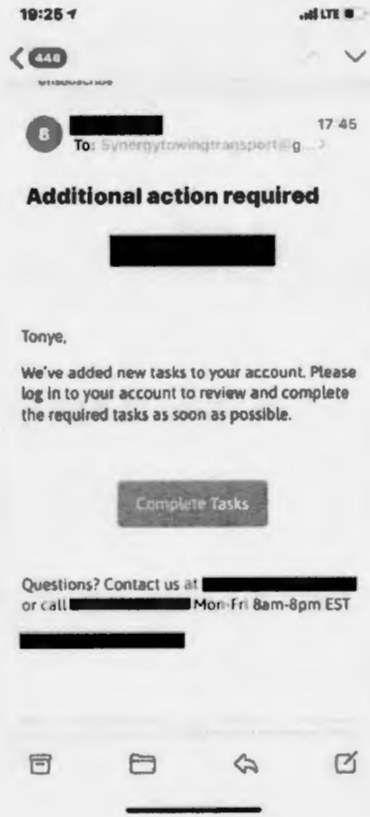 19:25
LTE
446
Unsubscribe
B
17:45
To: Synergytowingtransport@g...
Additional action required
Tonye,
We've added new tasks to your account. Please
log in to your account to review and complete
the required tasks as soon as possible.
Complete Tasks
Questions? Contact us at
or call Mon-Fri 8am-8pm EST